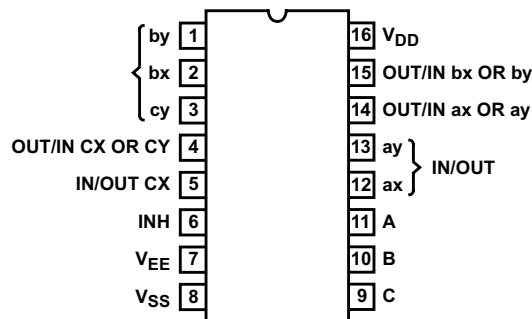 by 1 16 VDD
bx 2 15 OUT/IN bx OR by
cy 3 14 OUT/IN ax OR ay
OUT/IN CX OR CY 4 13 ay
IN/OUT
IN/OUT CX 5 12 ax
INH 6 11 A
VEE 7 10 B
VSS 8 9 C